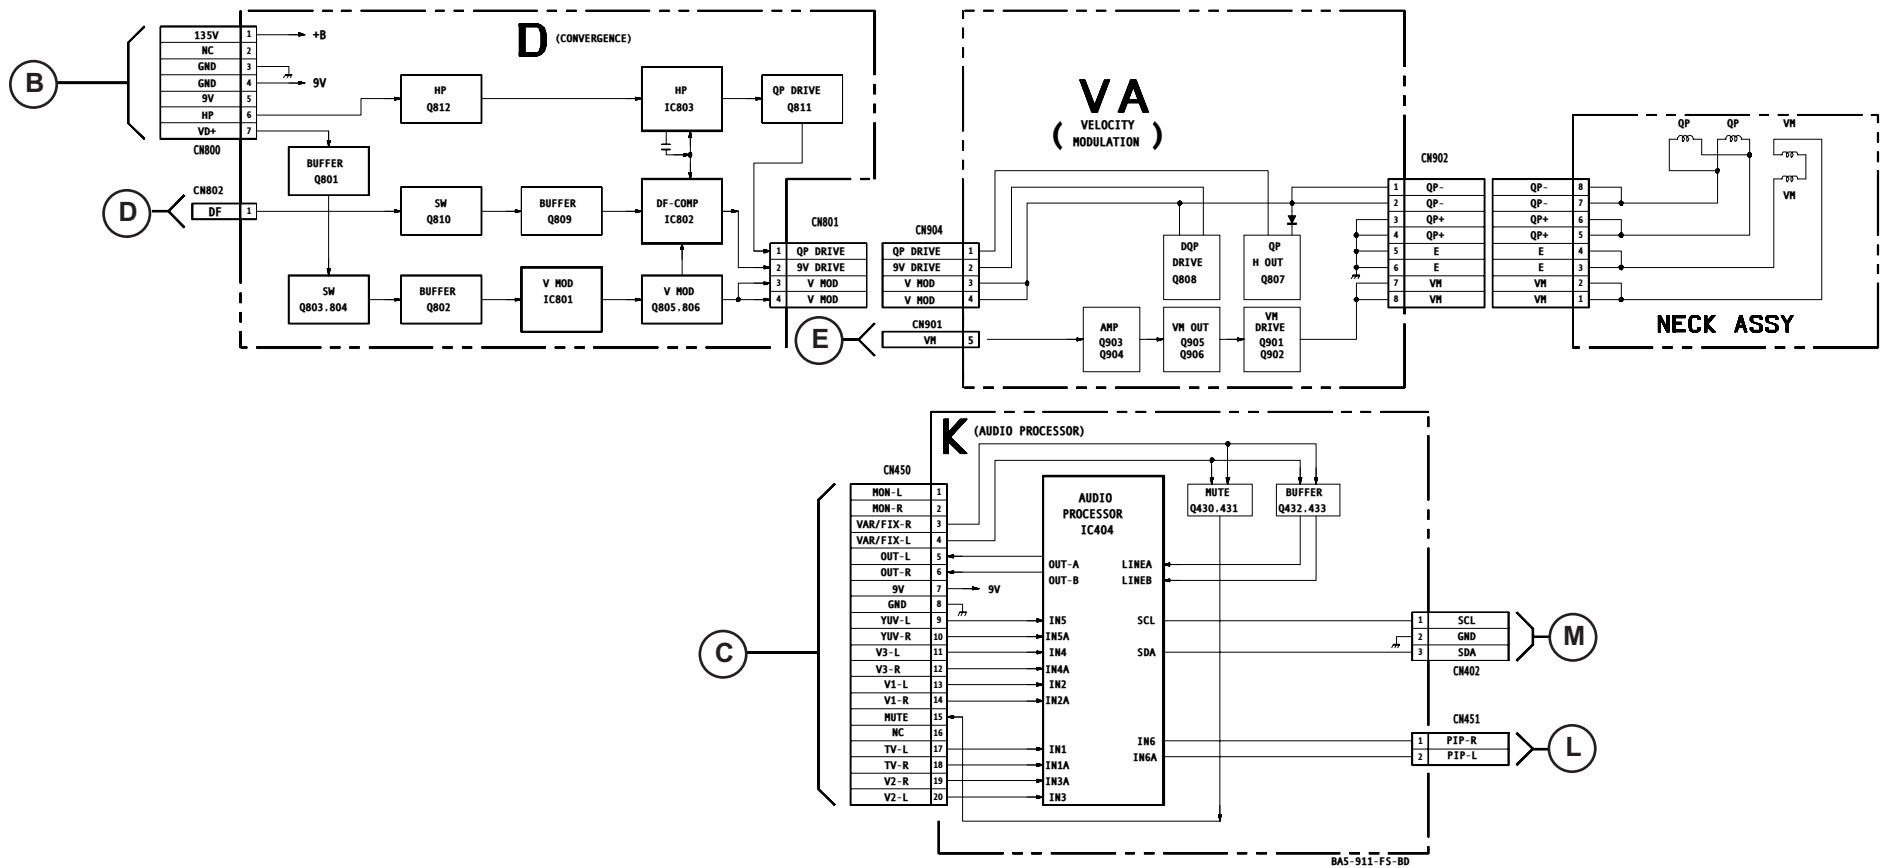 B
135V 1 +B
NC 2
GND 3
GND 4 9V
9V 5
HP 6
VD+ 7
CN800
D (CONVERGENCE)
HP
Q812
HP
IC803
QP DRIVE
Q811
BUFFER
Q801
D
CN802
DF 1
SW
Q810
BUFFER
Q809
DF-COMP
IC802
SW
Q803.804
BUFFER
Q802
V MOD
IC801
V MOD
Q805.806
CN801
1 QP DRIVE
2 9V DRIVE
3 V MOD
4 V MOD
CN904
QP DRIVE 1
9V DRIVE 2
V MOD 3
V MOD 4
E
CN901
VM 5
VA
( VELOCITY
MODULATION )
DQP
DRIVE
Q808
QP
H OUT
Q807
AMP
Q903
Q904
VM OUT
Q905
Q906
VM
DRIVE
Q901
Q902
CN902
1 QP-
2 QP-
3 QP+
4 QP+
5 E
6 E
7 VM
8 VM
QP- 8
QP- 7
QP+ 6
QP+ 5
E 4
E 3
VM 2
VM 1
QP QP VM
VM
NECK ASSY
K (AUDIO PROCESSOR)
C
CN450
MON-L 1
MON-R 2
VAR/FIX-R 3
VAR/FIX-L 4
OUT-L 5
OUT-R 6
9V 7 9V
GND 8
YUV-L 9
YUV-R 10
V3-L 11
V3-R 12
V1-L 13
V1-R 14
MUTE 15
NC 16
TV-L 17
TV-R 18
V2-R 19
V2-L 20
AUDIO
PROCESSOR
IC404
OUT-A LINEA
OUT-B LINEB
IN5 SCL
IN5A
IN4 SDA
IN4A
IN2
IN2A
IN6
IN1 IN6A
IN1A
IN3A
IN3
MUTE
Q430.431
BUFFER
Q432.433
1 SCL
2 GND
3 SDA
CN402
M
CN451
1 PIP-R
2 PIP-L
L
BA5-911-FS-BD